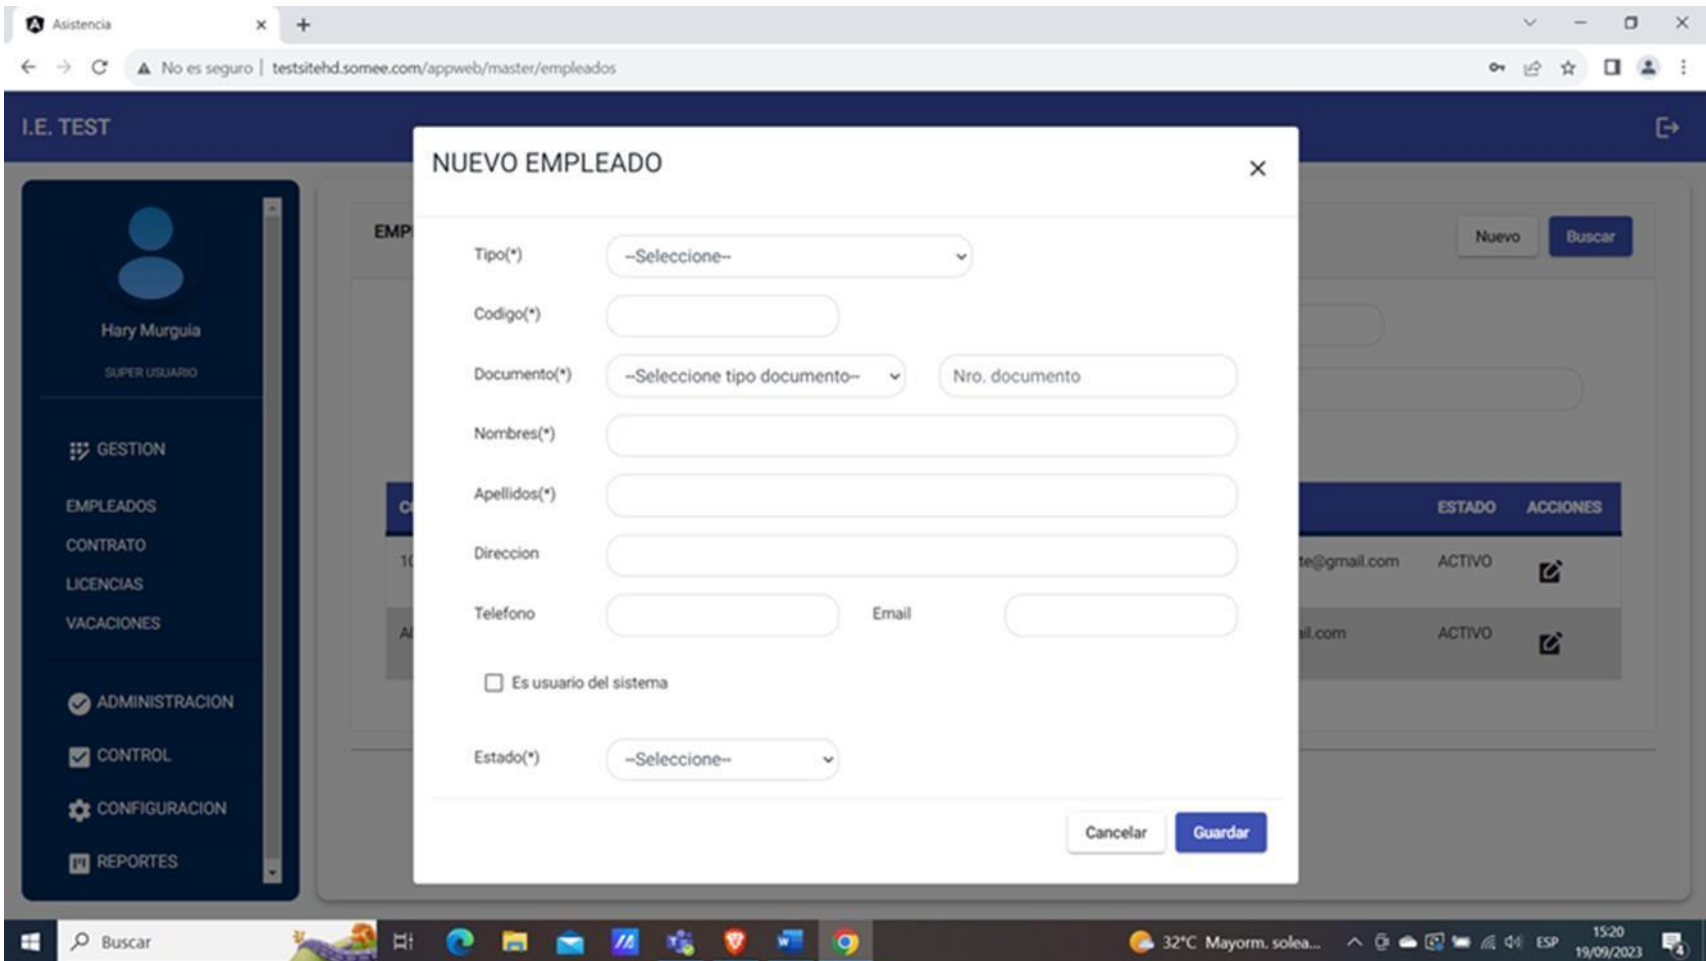 Asistencia
No es seguro | testsitehd.somee.com/appweb/master/empleados
I.E. TEST
NUEVO EMPLEADO
Hary Murguia
SUPER USUARIO
GESTION
EMPLEADOS
CONTRATO
LICENCIAS
VACACIONES
ADMINISTRACION
CONTROL
CONFIGURACION
REPORTES
EMP
Nuevo
Buscar
Tipo(*) --Seleccione--
Codigo(*)
Documento(*) --Seleccione tipo documento-- Nro. documento
Nombres(*)
Apellidos(*)
Direccion
Telefono Email
Es usuario del sistema
Estado(*) --Seleccione--
Cancelar Guardar
ESTADO ACCIONES
te@gmail.com ACTIVO
ail.com ACTIVO
Buscar
32°C Mayorm. solea...
ESP
15:20
19/09/2023